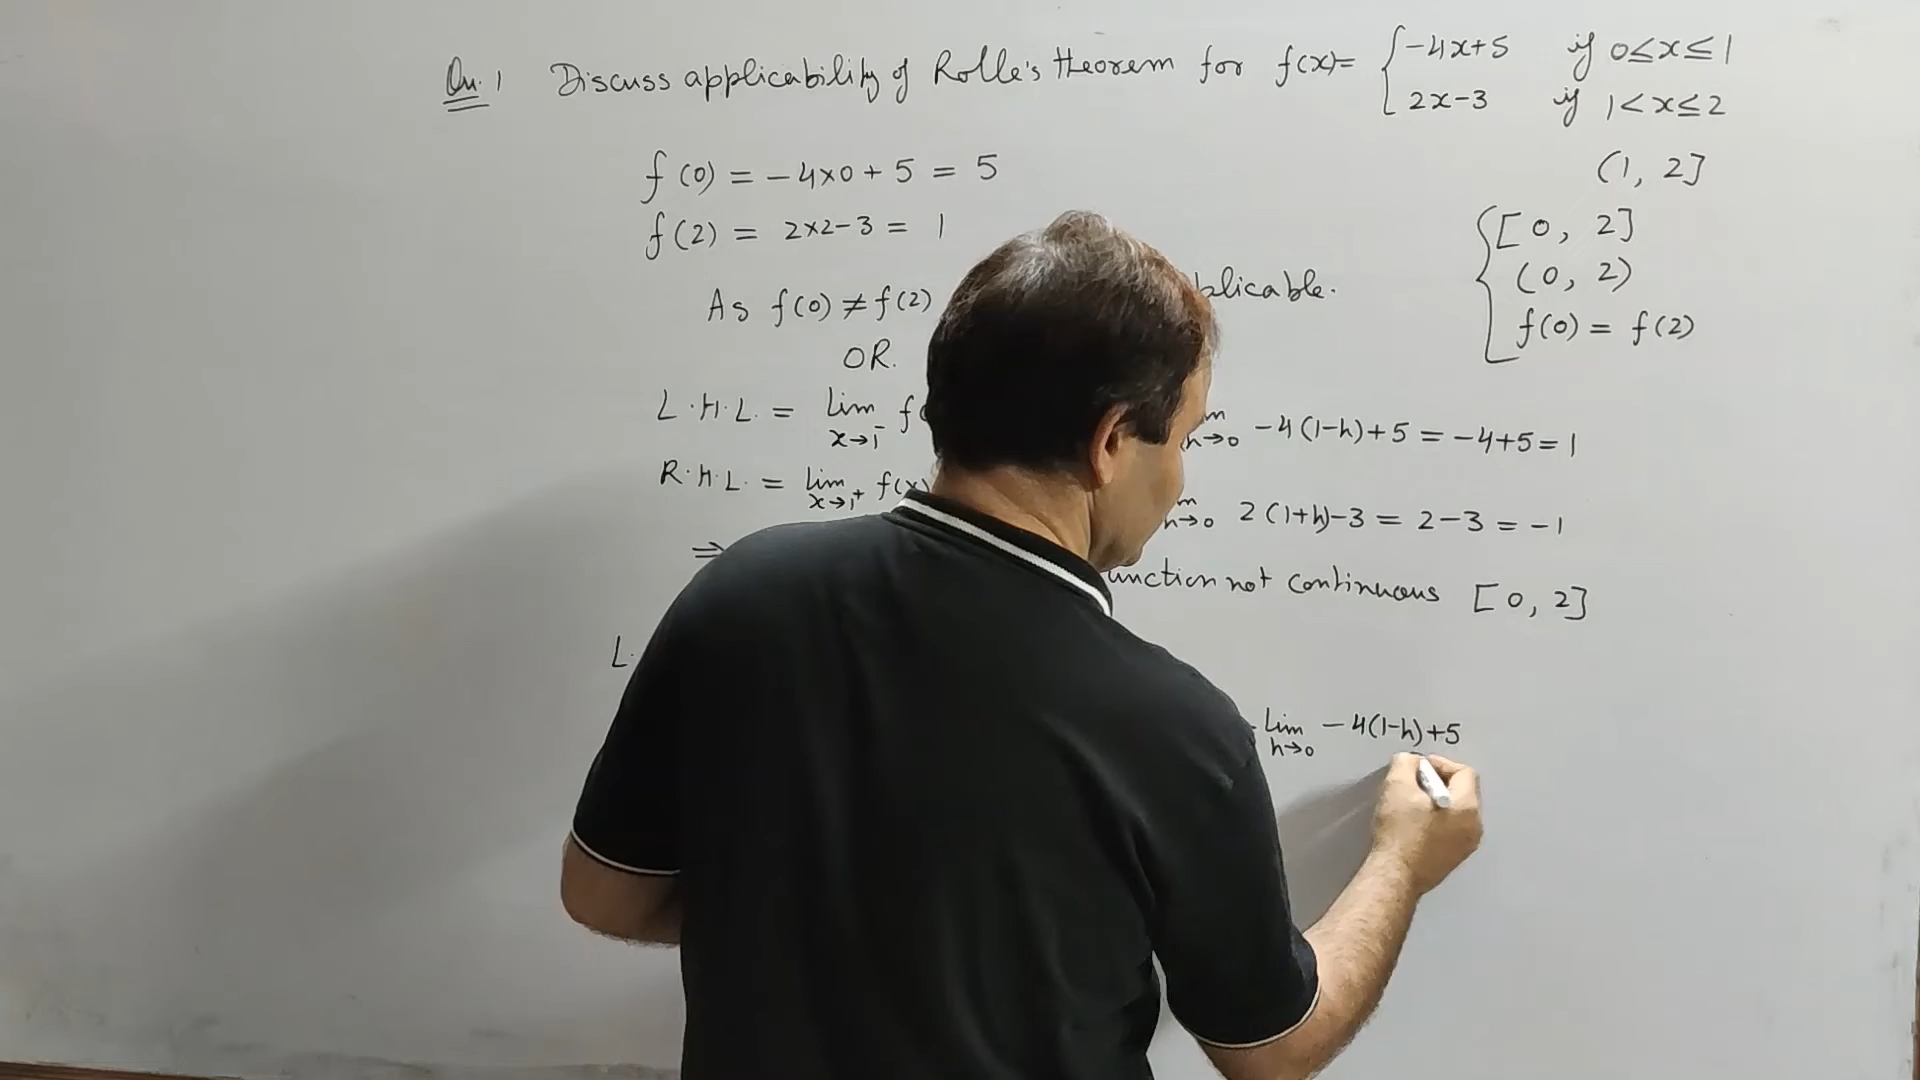 Qu. 1 Discuss applicability of Rolle's theorem for f(x)= { -4x+5 if 0≤x≤1
2x-3 if 1<x≤2
(1, 2]
f(0) = -4×0+5 = 5
f(2) = 2×2-3 = 1
[0, 2]
(0, 2)
f(0) = f(2)
As f(0) ≠ f(2) plicable.
OR.
L.H.L. = lim x→1⁻ f( m h→0 -4(1-h)+5 = -4+5 = 1
R.H.L. = lim x→1⁺ f(x) m h→0 2(1+h)-3 = 2-3 = -1
⇒ unction not continuous [0, 2]
L.
lim h→0 -4(1-h)+5